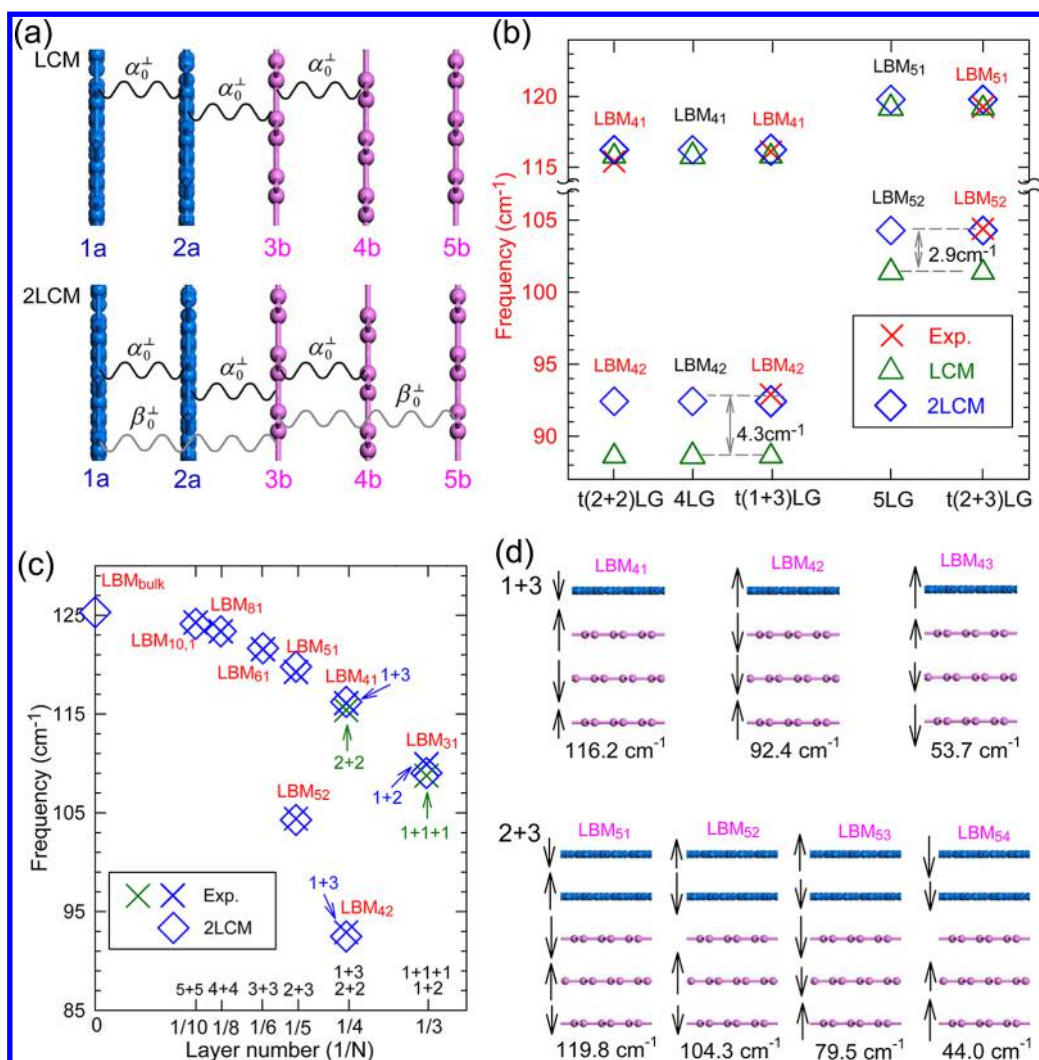 (a)
LCM
α₀⊥ α₀⊥ α₀⊥
1a 2a 3b 4b 5b
2LCM
α₀⊥ α₀⊥ α₀⊥
β₀⊥ β₀⊥
1a 2a 3b 4b 5b
(b)
Frequency (cm⁻¹)
120
115
105
100
95
90
LBM₅₁ LBM₅₁
LBM₄₁ LBM₄₁ LBM₄₁
LBM₅₂ LBM₅₂
2.9cm⁻¹
LBM₄₂ LBM₄₂ LBM₄₂
4.3cm⁻¹
Exp.
LCM
2LCM
t(2+2)LG 4LG t(1+3)LG 5LG t(2+3)LG
(c)
Frequency (cm⁻¹)
125
115
105
95
85
LBMbulk
LBM₈₁
LBM₁₀,₁
LBM₅₁
LBM₆₁
LBM₄₁
1+3
2+2
LBM₃₁
1+2
1+1+1
LBM₅₂
1+3
LBM₄₂
Exp.
2LCM
1+3 1+1+1
5+5 4+4 3+3 2+3 2+2 1+2
0 1/10 1/8 1/6 1/5 1/4 1/3
Layer number (1/N)
(d)
LBM₄₁ LBM₄₂ LBM₄₃
1+3
116.2 cm⁻¹ 92.4 cm⁻¹ 53.7 cm⁻¹
LBM₅₁ LBM₅₂ LBM₅₃ LBM₅₄
2+3
119.8 cm⁻¹ 104.3 cm⁻¹ 79.5 cm⁻¹ 44.0 cm⁻¹